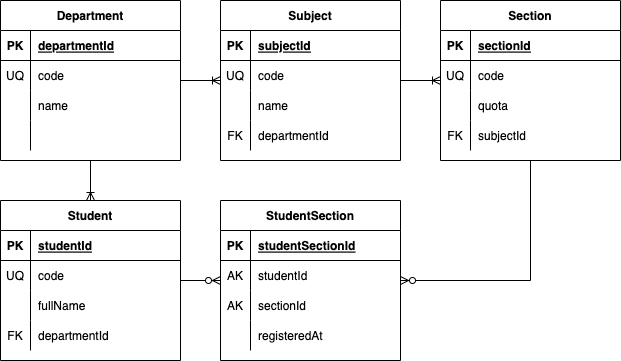 Department
PK departmentId
UQ code
name
Subject
PK subjectId
UQ code
name
FK departmentId
Section
PK sectionId
UQ code
quota
FK subjectId
Student
PK studentId
UQ code
fullName
FK departmentId
StudentSection
PK studentSectionId
AK studentId
AK sectionId
registeredAt